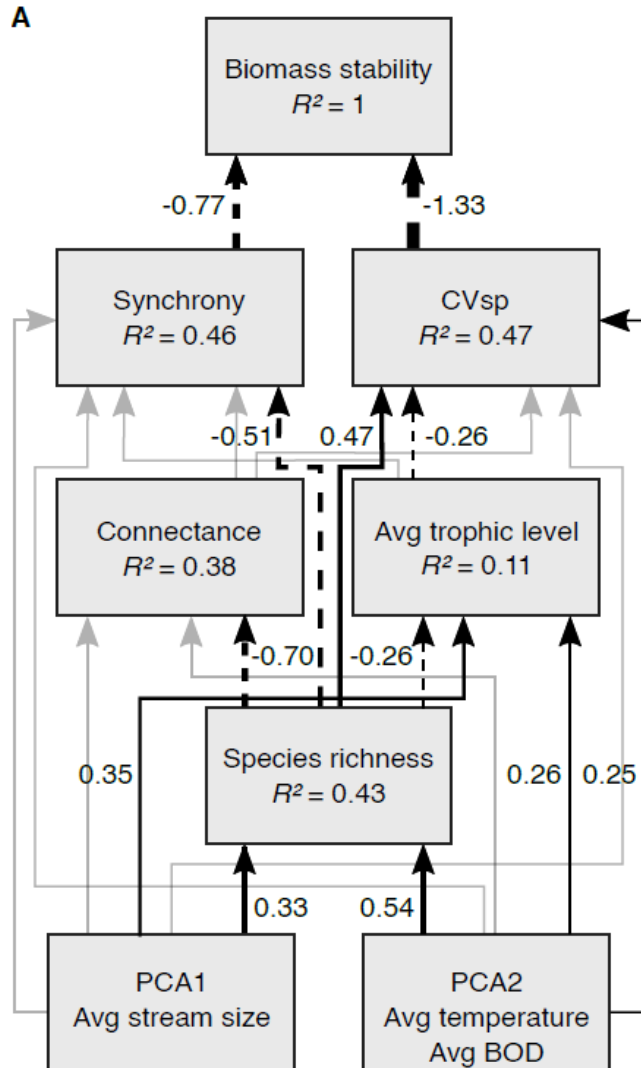 A
Biomass stability
R² = 1
-0.77
-1.33
Synchrony
R² = 0.46
CVsp
R² = 0.47
-0.51
0.47
-0.26
Connectance
R² = 0.38
Avg trophic level
R² = 0.11
-0.70
-0.26
Species richness
R² = 0.43
0.35
0.26
0.25
0.33
0.54
PCA1
Avg stream size
PCA2
Avg temperature
Avg BOD